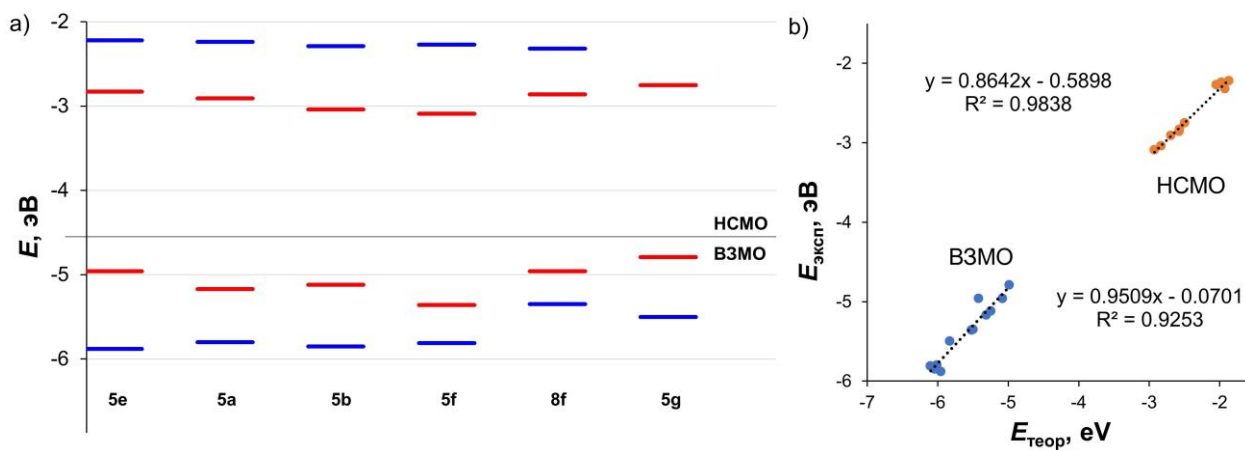 a)
-2
-3
-4
-5
-6
E, эВ
НСМО
ВЗМО
5e 5a 5b 5f 8f 5g
b)
-2
-3
-4
-5
-6
Eэксп, эВ
y = 0.8642x - 0.5898
R² = 0.9838
НСМО
ВЗМО
y = 0.9509x - 0.0701
R² = 0.9253
-7 -6 -5 -4 -3 -2
Eтеор, eV